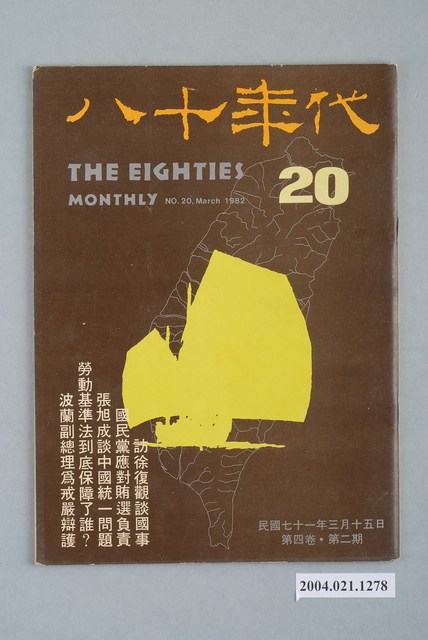 八十年代
THE EIGHTIES
MONTHLY NO. 20, March 1982
20
訪徐復觀談國事
國民黨應對賄選負責
張旭成談中國統一問題
勞動基準法到底保障了誰？
波蘭副總理為戒嚴辯護
民國七十一年三月十五日
第四卷・第二期
2004.021.1278